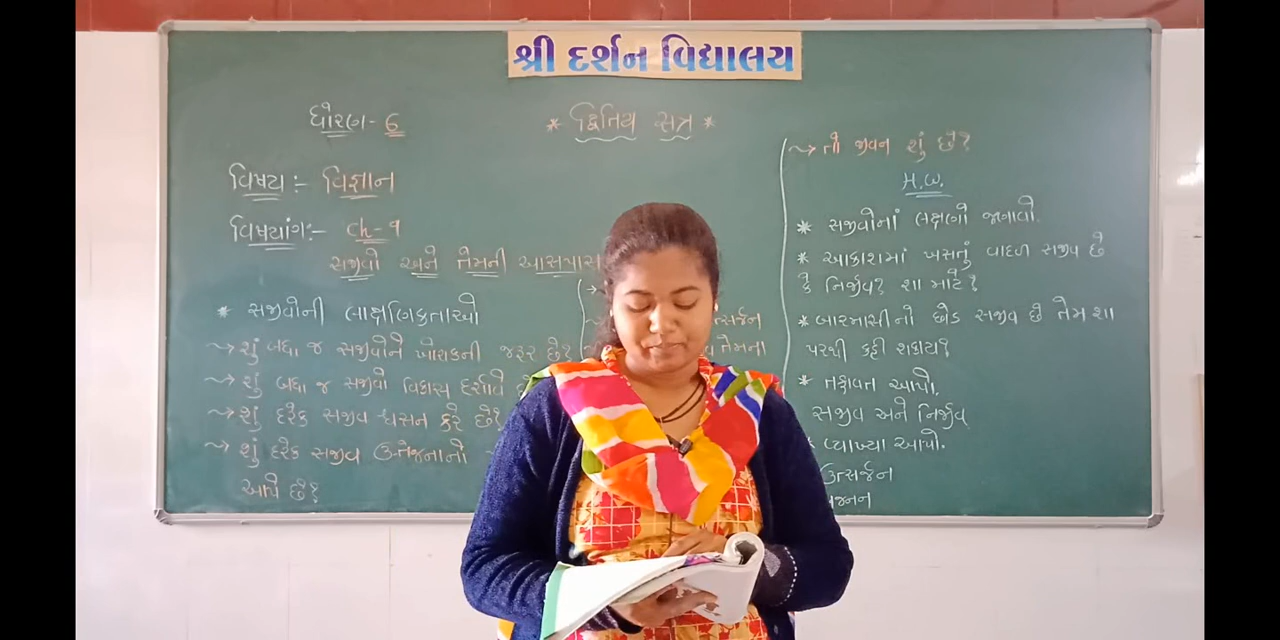 શ્રી દર્શન વિદ્યાલય
ધોરણ - 6
* દ્વિતિય સત્ર *
વિષય :- વિજ્ઞાન
વિષયાંગ:- ch - ૧
સજીવો અને તેમની આસપાસ
* સજીવોની લાક્ષણિકતાઓ
શું બધા જ સજીવોને ખોરાકની જરૂર છે?
શું બધા જ સજીવો વિકાસ દર્શાવે
શું દરેક સજીવ શ્વસન કરે છે?
શું દરેક સજીવ ઉત્તેજનાનો
આપે છે?
તેમના
તો જીવન શું છે?
H.W.
* સજીવોનાં લક્ષણો જણાવો.
* આકાશમાં ખસતું વાદળ સજીવ છે
કે નિર્જીવ? શા માટે?
* બારમાસીનો છોડ સજીવ છે તેમ શા
પરથી કહી શકાય?
* તફાવત આપો.
સજીવ અને નિર્જીવ
* વ્યાખ્યા આપો.
ઉત્સર્જન